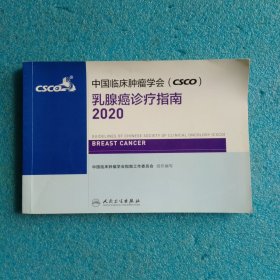 CSCO
中国临床肿瘤学会(CSCO)
乳腺癌诊疗指南
2020
GUIDELINES OF CHINESE SOCIETY OF CLINICAL ONCOLOGY (CSCO)
BREAST CANCER
中国临床肿瘤学会指南工作委员会 组织编写
人民卫生出版社